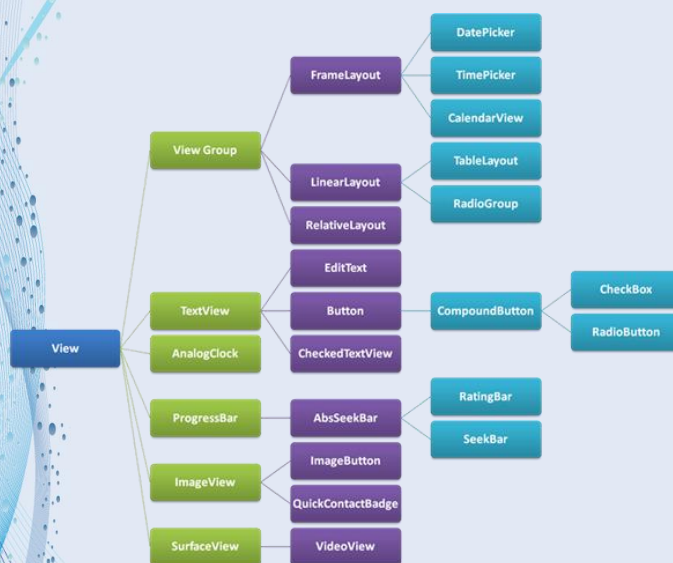 DatePicker
FrameLayout
TimePicker
CalendarView
View Group
TableLayout
LinearLayout
RadioGroup
RelativeLayout
EditText
CheckBox
TextView
Button
CompoundButton
RadioButton
View
AnalogClock
CheckedTextView
RatingBar
ProgressBar
AbsSeekBar
SeekBar
ImageButton
ImageView
QuickContactBadge
SurfaceView
VideoView